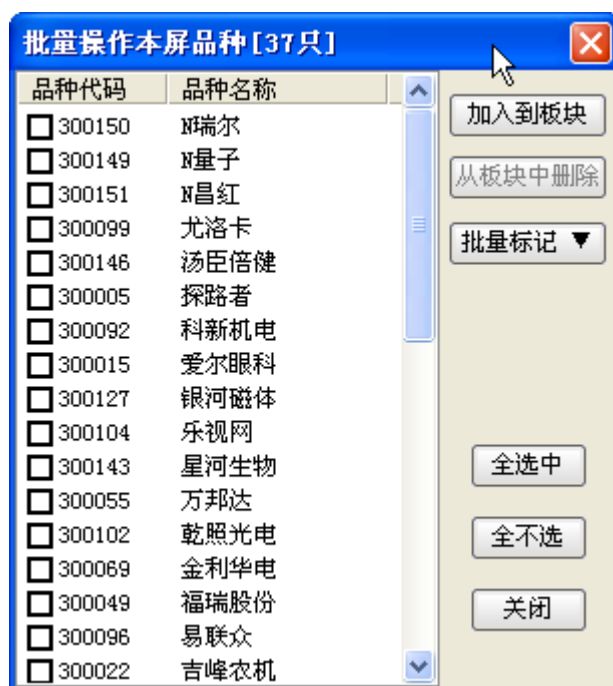 批量操作本屏品种[37只]
品种代码 品种名称
300150 N瑞尔
300149 N量子
300151 N昌红
300099 尤洛卡
300146 汤臣倍健
300005 探路者
300092 科新机电
300015 爱尔眼科
300127 银河磁体
300104 乐视网
300143 星河生物
300055 万邦达
300102 乾照光电
300069 金利华电
300049 福瑞股份
300096 易联众
300022 吉峰农机
加入到板块
从板块中删除
批量标记 ▼
全选中
全不选
关闭